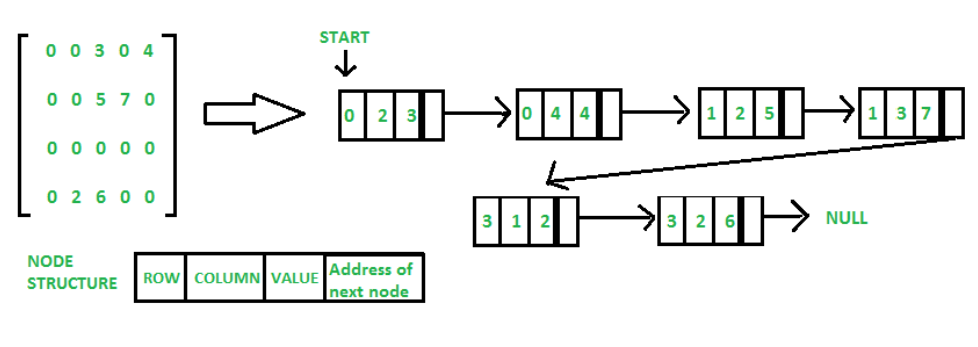 START
0 0 3 0 4
0 0 5 7 0
0 0 0 0 0
0 2 6 0 0
0 2 3
0 4 4
1 2 5
1 3 7
3 1 2
3 2 6
NULL
NODE
STRUCTURE
ROW
COLUMN
VALUE
Address of
next node